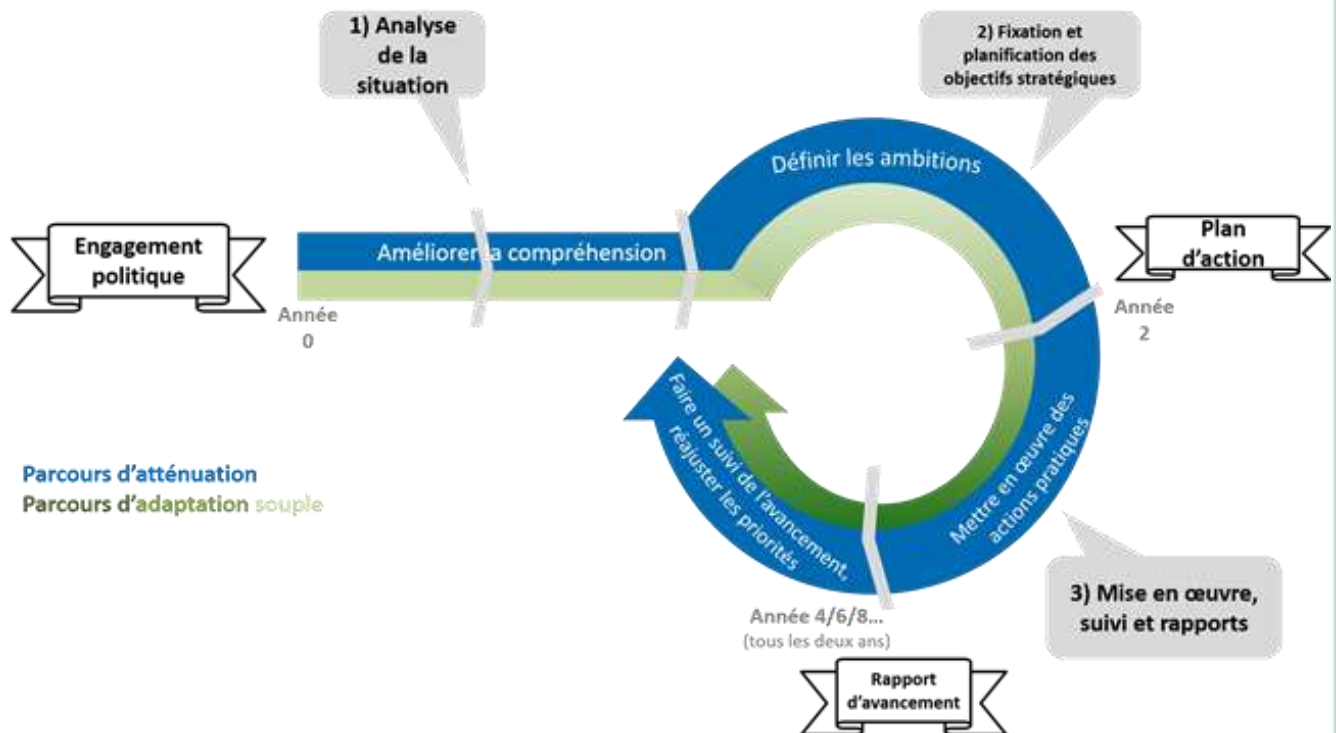 1) Analyse
de la
situation
2) Fixation et
planification des
objectifs stratégiques
Définir les ambitions
Engagement
politique
Améliorer la compréhension
Plan
d'action
Année
0
Année
2
Faire un suivi de l'avancement,
réajuster les priorités
Mettre en œuvre des
actions pratiques
Parcours d'atténuation
Parcours d'adaptation souple
3) Mise en œuvre,
suivi et rapports
Année 4/6/8...
(tous les deux ans)
Rapport
d'avancement